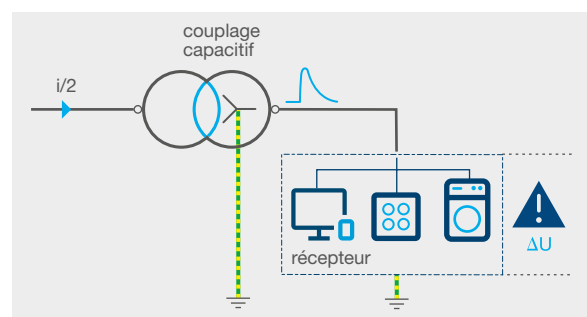 couplage
capacitif
i/2
récepteur
ΔU